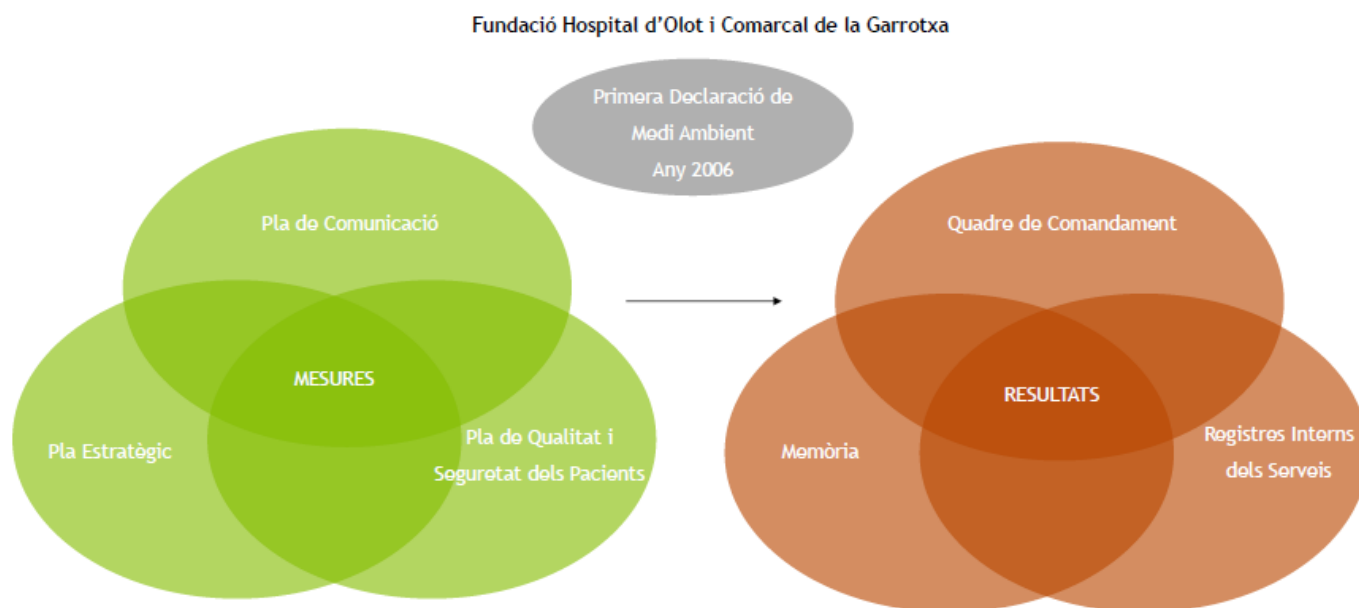 Fundació Hospital d'Olot i Comarcal de la Garrotxa
Primera Declaració de
Medi Ambient
Any 2006
Pla de Comunicació
MESURES
Pla Estratègic
Pla de Qualitat i
Seguretat dels Pacients
Quadre de Comandament
RESULTATS
Memòria
Registres Interns
dels Serveis